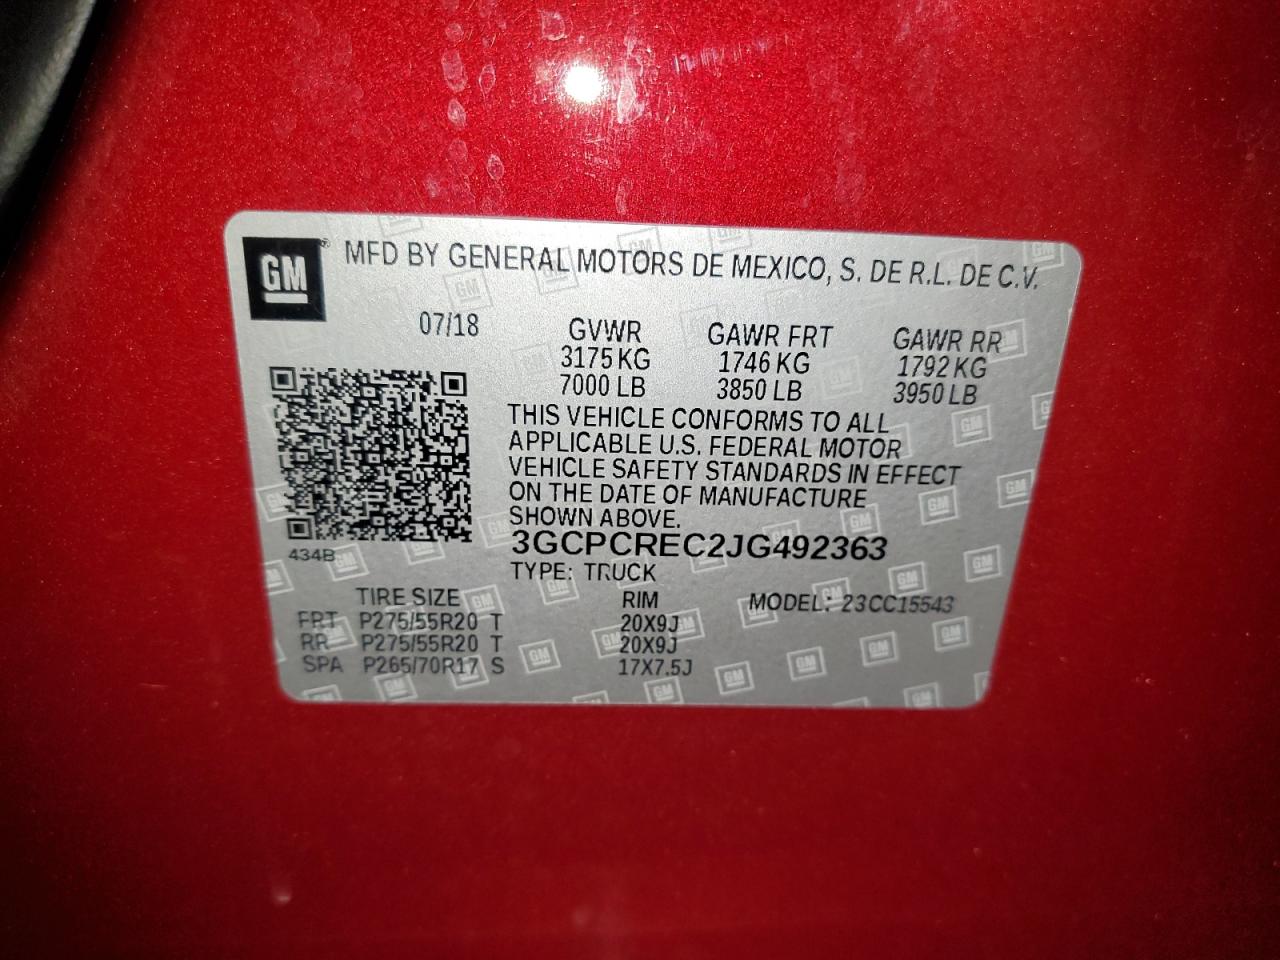 GM® MFD BY GENERAL MOTORS DE MEXICO, S. DE R.L. DE C.V.
07/18 GVWR GAWR FRT GAWR RR
3175 KG 1746 KG 1792 KG
7000 LB 3850 LB 3950 LB
THIS VEHICLE CONFORMS TO ALL
APPLICABLE U.S. FEDERAL MOTOR
VEHICLE SAFETY STANDARDS IN EFFECT
ON THE DATE OF MANUFACTURE
SHOWN ABOVE.
434B 3GCPCREC2JG492363
TYPE: TRUCK
TIRE SIZE RIM MODEL: 23CC15543
FRT P275/55R20 T 20X9J
RR P275/55R20 T 20X9J
SPA P265/70R17 S 17X7.5J